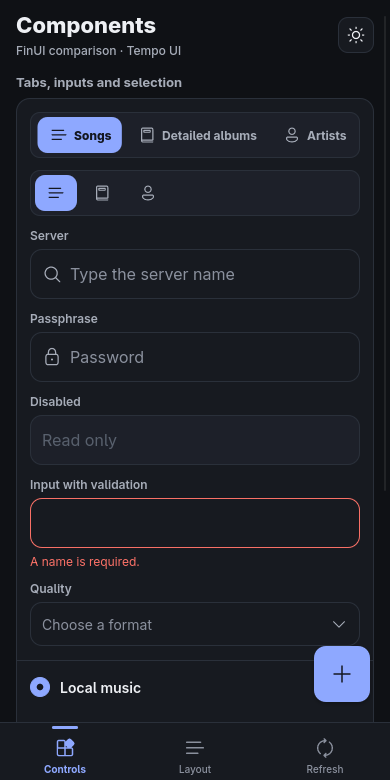 Components
FinUI comparison · Tempo UI
Tabs, inputs and selection
Songs Detailed albums Artists
Server
Type the server name
Passphrase
Password
Disabled
Read only
Input with validation
A name is required.
Quality
Choose a format
Local music
Controls Layout Refresh